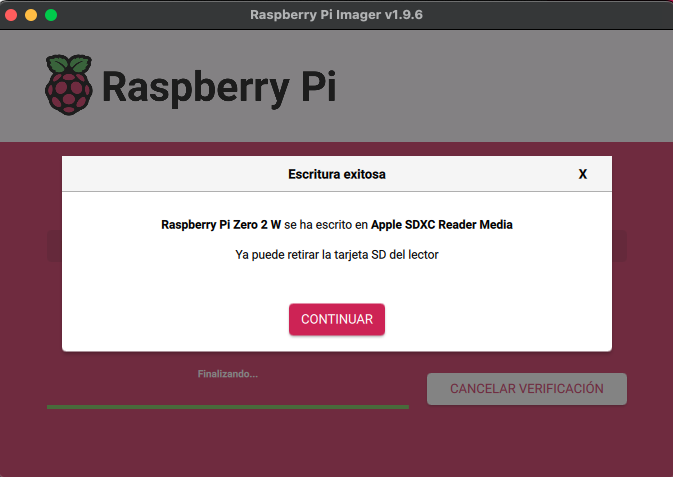 Raspberry Pi Imager v1.9.6
Raspberry Pi
Escritura exitosa
X
Raspberry Pi Zero 2 W se ha escrito en Apple SDXC Reader Media
Ya puede retirar la tarjeta SD del lector
CONTINUAR
Finalizando...
CANCELAR VERIFICACIÓN